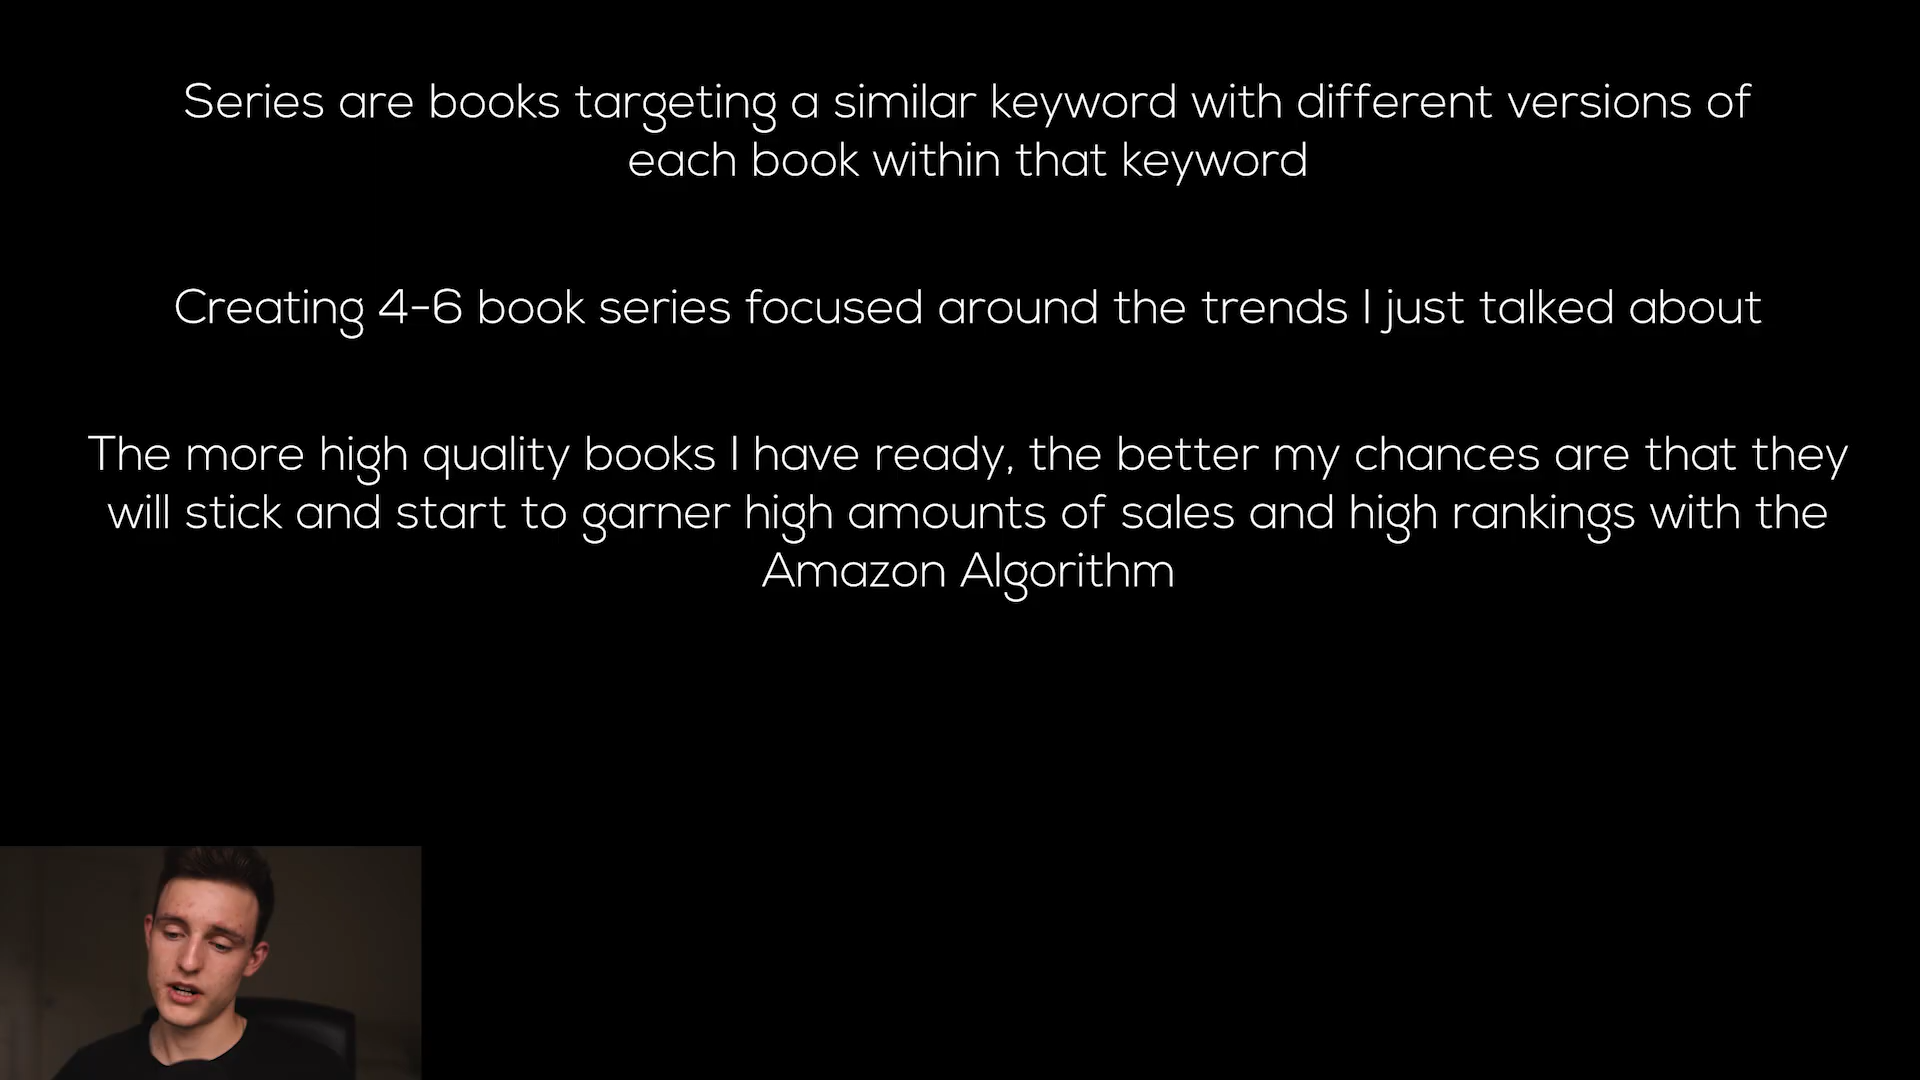 Series are books targeting a similar keyword with different versions of
each book within that keyword
Creating 4-6 book series focused around the trends I just talked about
The more high quality books I have ready, the better my chances are that they
will stick and start to garner high amounts of sales and high rankings with the
Amazon Algorithm